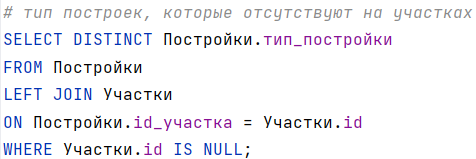 # тип построек, которые отсутствуют на участках
SELECT DISTINCT Постройки.тип_постройки
FROM Постройки
LEFT JOIN Участки
ON Постройки.id_участка = Участки.id
WHERE Участки.id IS NULL;